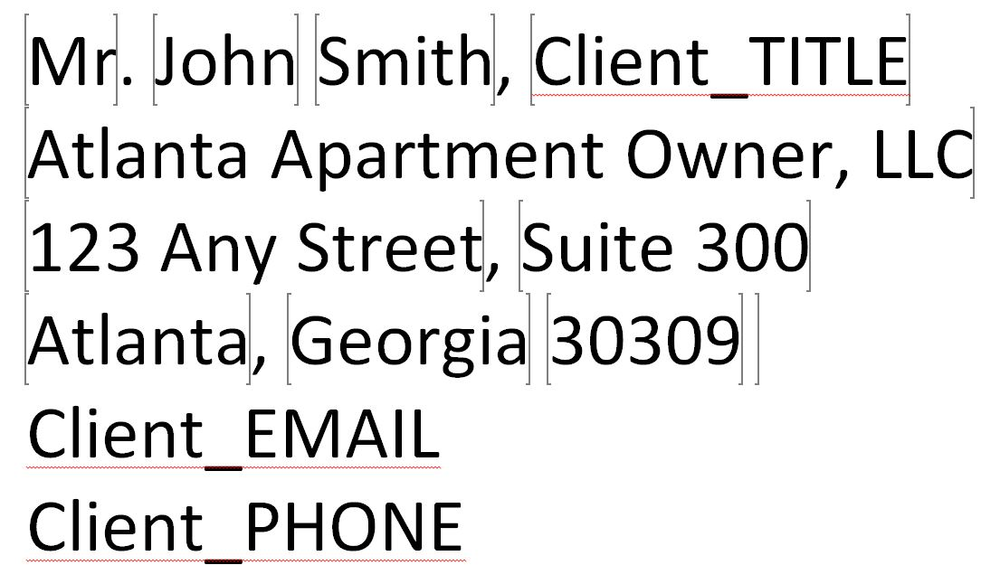 Mr. John Smith, Client_TITLE
Atlanta Apartment Owner, LLC
123 Any Street, Suite 300
Atlanta, Georgia 30309
Client_EMAIL
Client_PHONE